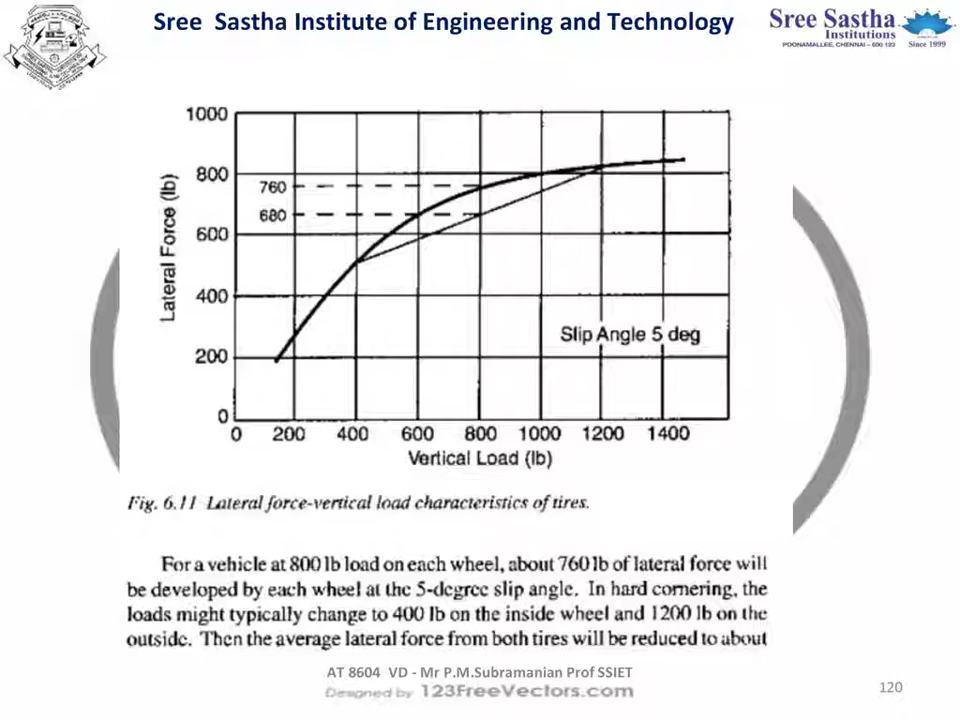 Sree Sastha Institute of Engineering and Technology
Sree Sastha
Institutions
POONAMALLEE, CHENNAI – 600 123
Since 1999
1000
800
760
680
600
400
200
0
Lateral Force (lb)
Slip Angle 5 deg
0 200 400 600 800 1000 1200 1400
Vertical Load (lb)
Fig. 6.11 Lateral force-vertical load characteristics of tires.
For a vehicle at 800 lb load on each wheel, about 760 lb of lateral force will
be developed by each wheel at the 5-degree slip angle. In hard cornering, the
loads might typically change to 400 lb on the inside wheel and 1200 lb on the
outside. Then the average lateral force from both tires will be reduced to about
AT 8604 VD - Mr P.M.Subramanian Prof SSIET
Designed by 123FreeVectors.com
120